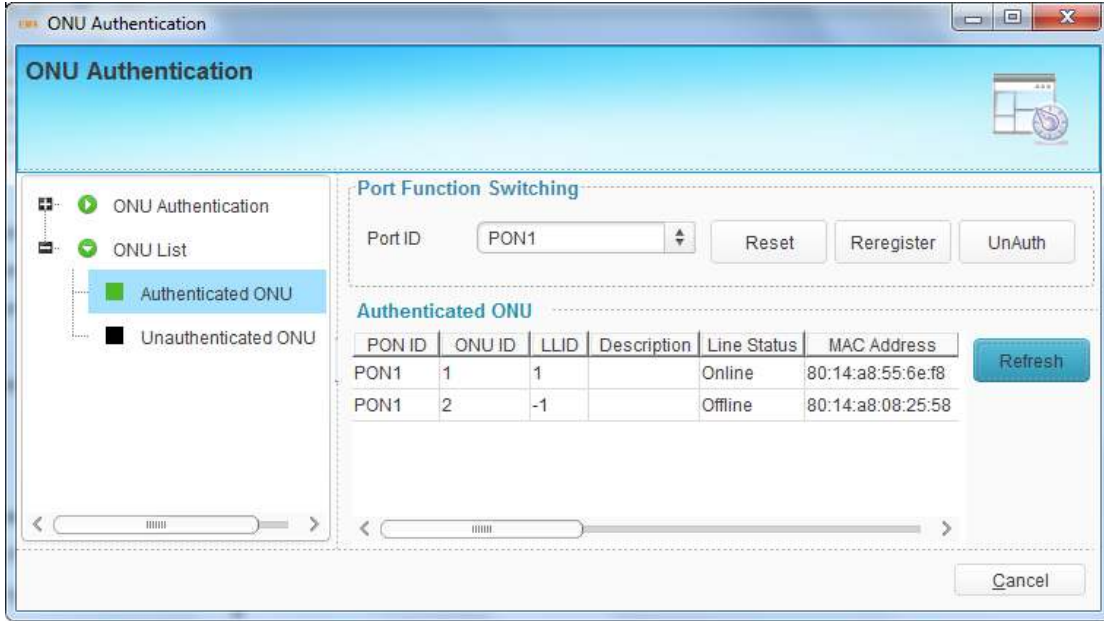 ONU Authentication
ONU Authentication
ONU Authentication
ONU List
Authenticated ONU
Unauthenticated ONU
Port Function Switching
Port ID PON1 Reset Reregister UnAuth
Authenticated ONU
PON ID ONU ID LLID Description Line Status MAC Address
PON1 1 1 Online 80:14:a8:55:6e:f8
PON1 2 -1 Offline 80:14:a8:08:25:58
Refresh
Cancel